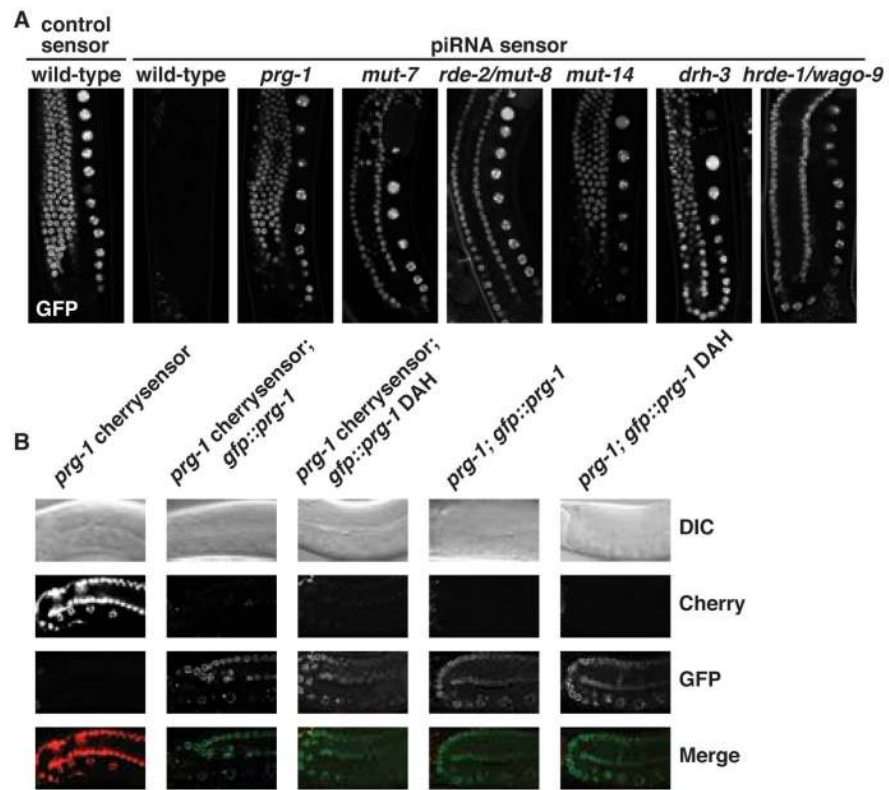 A
control
sensor
piRNA sensor
wild-type wild-type prg-1 mut-7 rde-2/mut-8 mut-14 drh-3 hrde-1/wago-9
GFP
B
prg-1 cherrysensor
prg-1 cherrysensor;
gfp::prg-1
prg-1 cherrysensor;
gfp::prg-1 DAH
prg-1; gfp::prg-1
prg-1; gfp::prg-1 DAH
DIC
Cherry
GFP
Merge